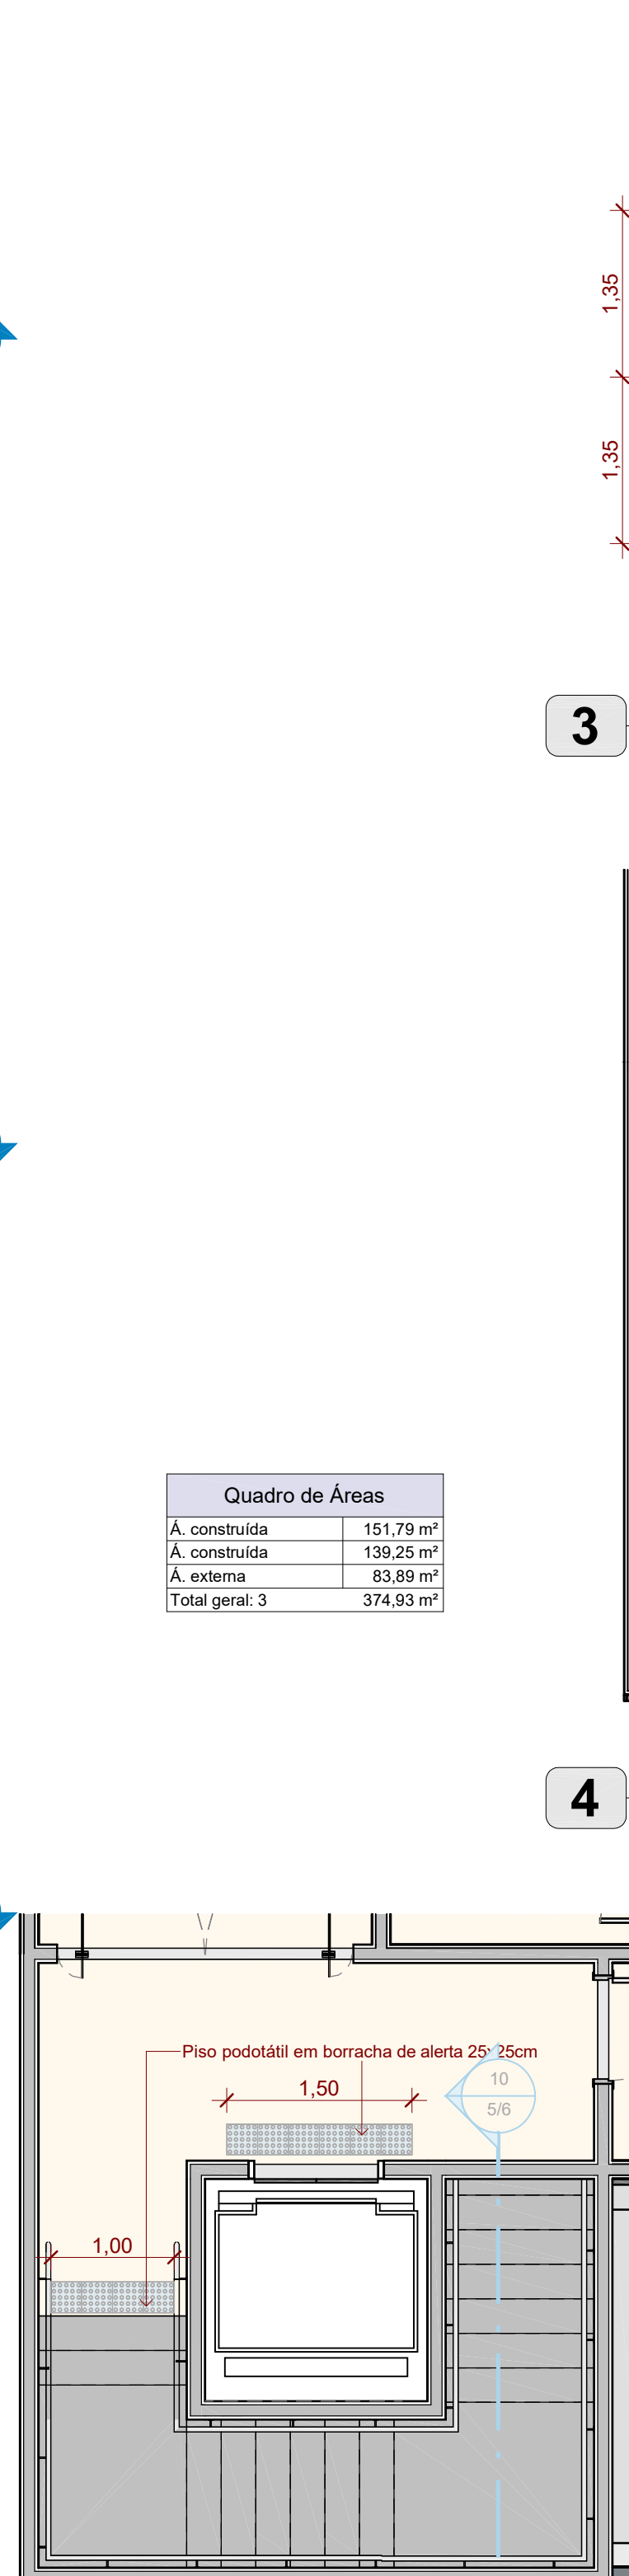 1,35
1,35
3
Quadro de Áreas
Á. construída 151,79 m²
Á. construída 139,25 m²
Á. externa 83,89 m²
Total geral: 3 374,93 m²
4
Piso podotátil em borracha de alerta 25x25cm
10
5/6
1,50
1,00